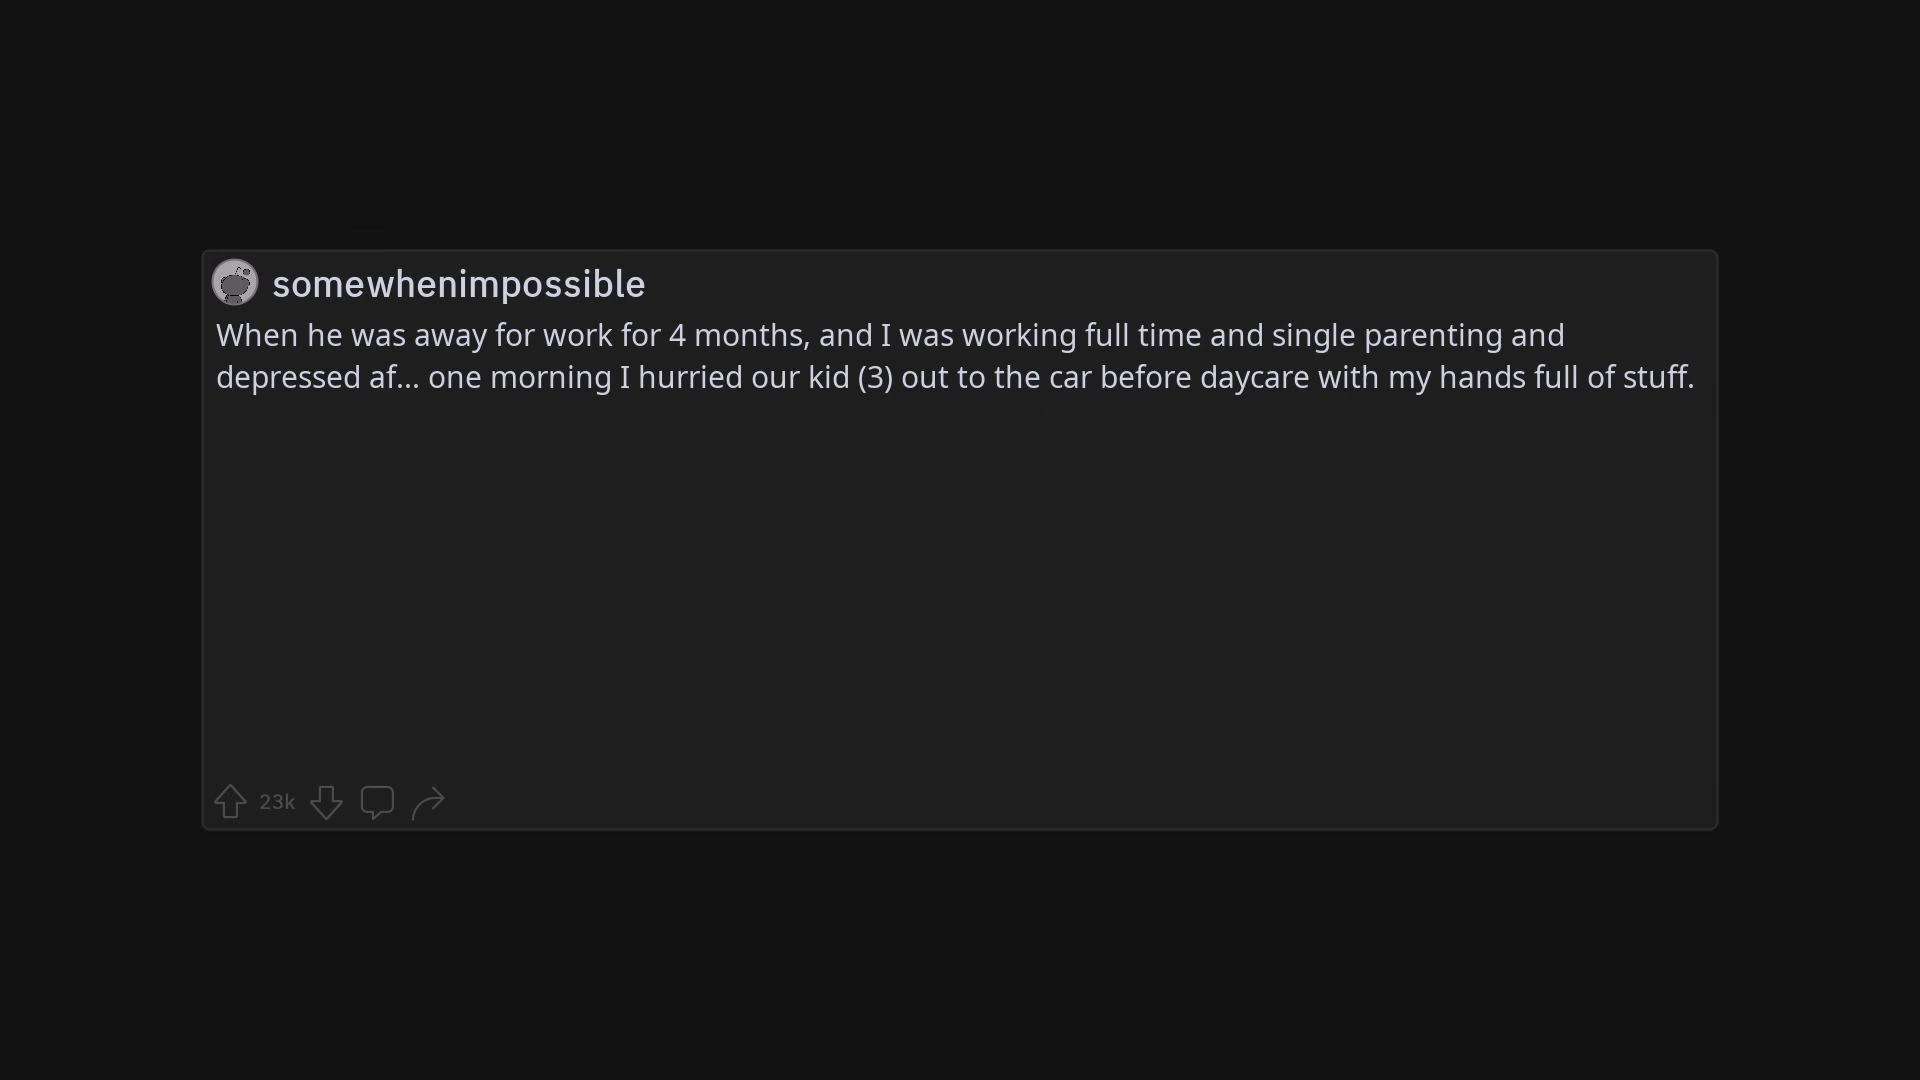 somewhenimpossible
When he was away for work for 4 months, and I was working full time and single parenting and
depressed af... one morning I hurried our kid (3) out to the car before daycare with my hands full of stuff.
23k